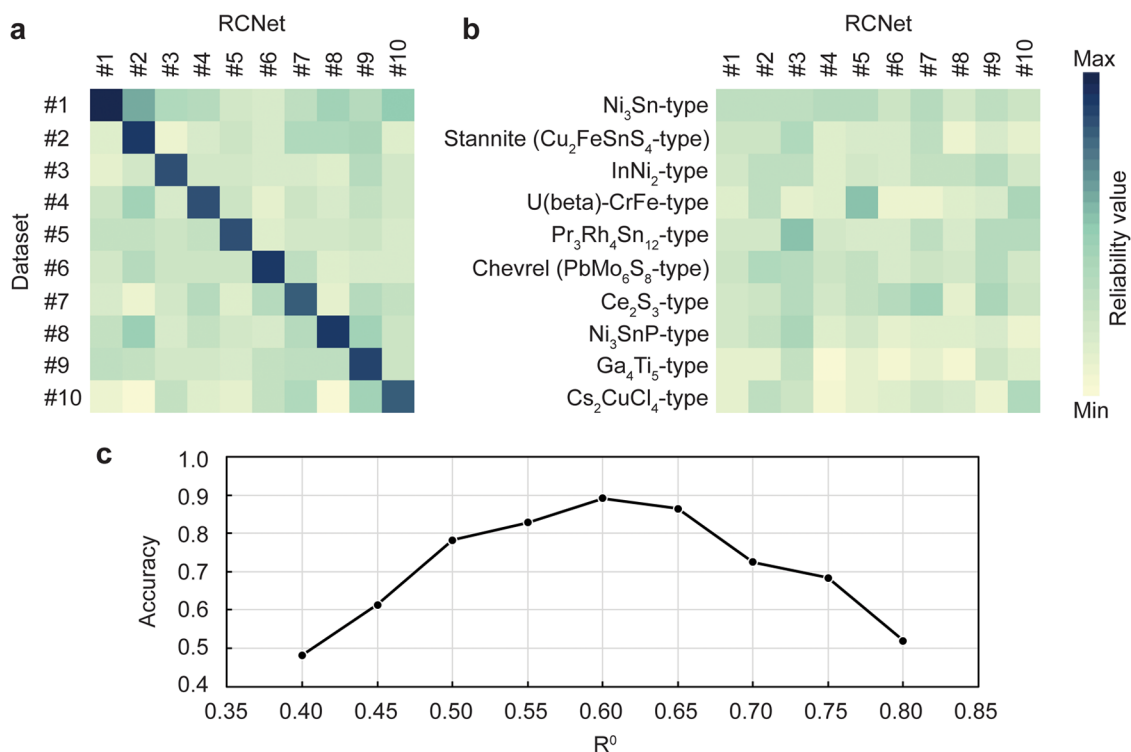 a
RCNet
#1 #2 #3 #4 #5 #6 #7 #8 #9 #10
Dataset
#1
#2
#3
#4
#5
#6
#7
#8
#9
#10
b
RCNet
#1 #2 #3 #4 #5 #6 #7 #8 #9 #10
Ni₃Sn-type
Stannite (Cu₂FeSnS₄-type)
InNi₂-type
U(beta)-CrFe-type
Pr₃Rh₄Sn₁₂-type
Chevrel (PbMo₆S₈-type)
Ce₂S₃-type
Ni₃SnP-type
Ga₄Ti₅-type
Cs₂CuCl₄-type
Max
Reliability value
Min
c
Accuracy
1.0
0.9
0.8
0.7
0.6
0.5
0.4
0.35 0.40 0.45 0.50 0.55 0.60 0.65 0.70 0.75 0.80 0.85
R⁰